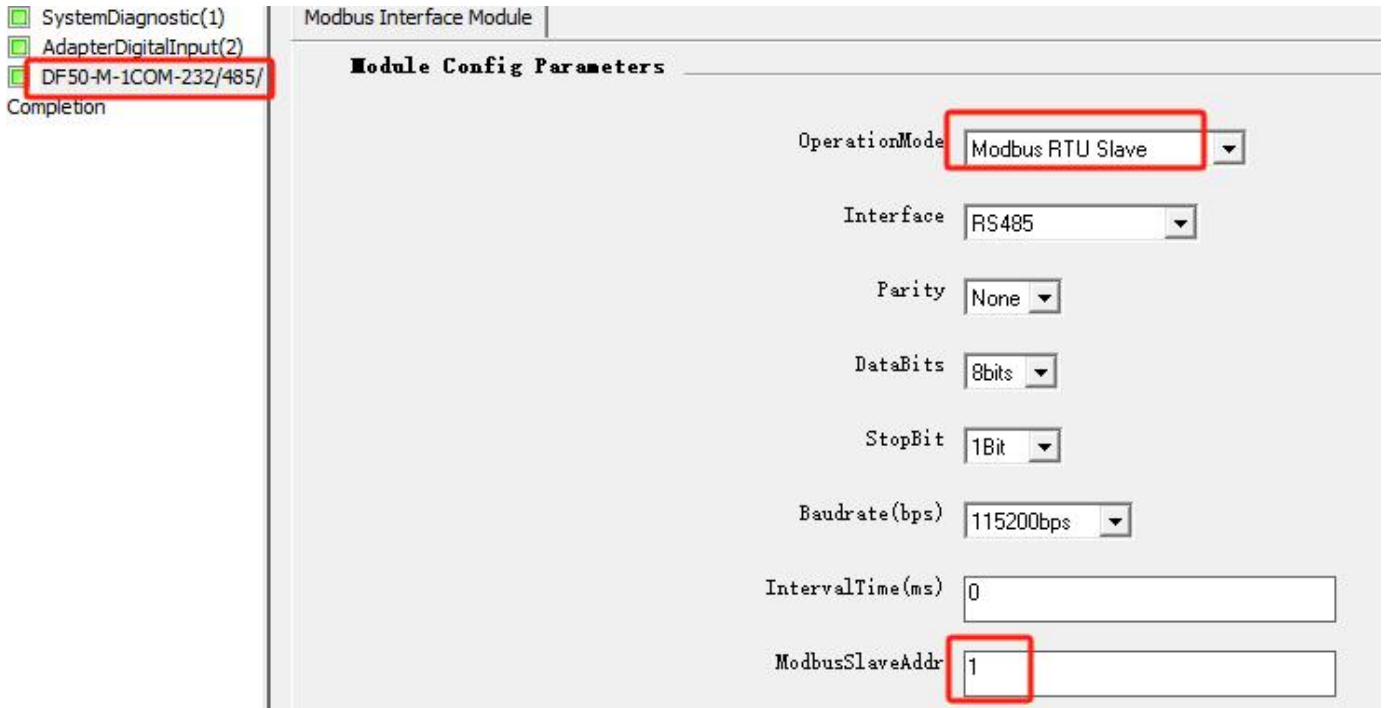 SystemDiagnostic(1)
AdapterDigitalInput(2)
DF50-M-1COM-232/485/
Completion
Modbus Interface Module
Module Config Parameters
OperationMode Modbus RTU Slave
Interface RS485
Parity None
DataBits 8bits
StopBit 1Bit
Baudrate(bps) 115200bps
IntervalTime(ms) 0
ModbusSlaveAddr 1